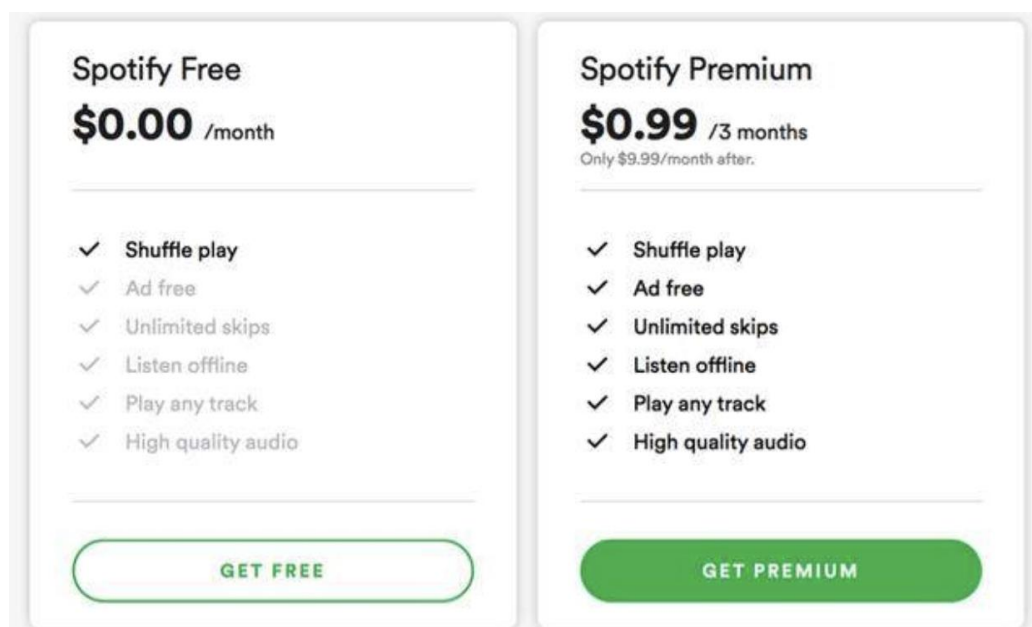 Spotify Free
$0.00 /month
Shuffle play
Ad free
Unlimited skips
Listen offline
Play any track
High quality audio
GET FREE
Spotify Premium
$0.99 /3 months
Only $9.99/month after.
Shuffle play
Ad free
Unlimited skips
Listen offline
Play any track
High quality audio
GET PREMIUM